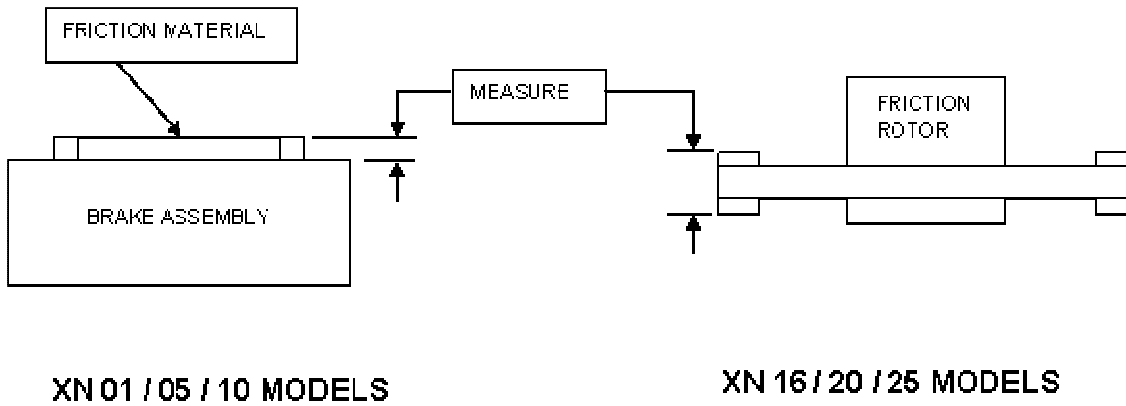 FRICTION MATERIAL
MEASURE
FRICTION
ROTOR
BRAKE ASSEMBLY
XN 01 / 05 / 10 MODELS
XN 16 / 20 / 25 MODELS